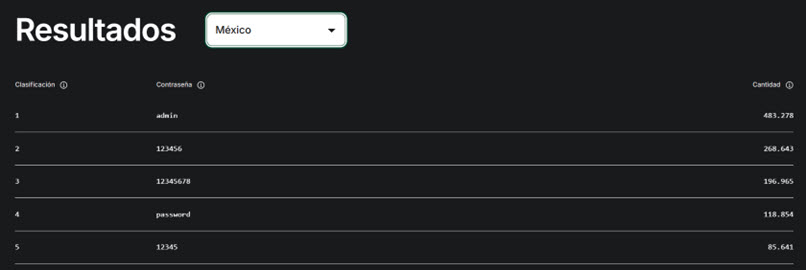 Resultados México
Clasificación Contraseña Cantidad
1 admin 483.278
2 123456 268.643
3 12345678 196.965
4 password 118.854
5 12345 85.641